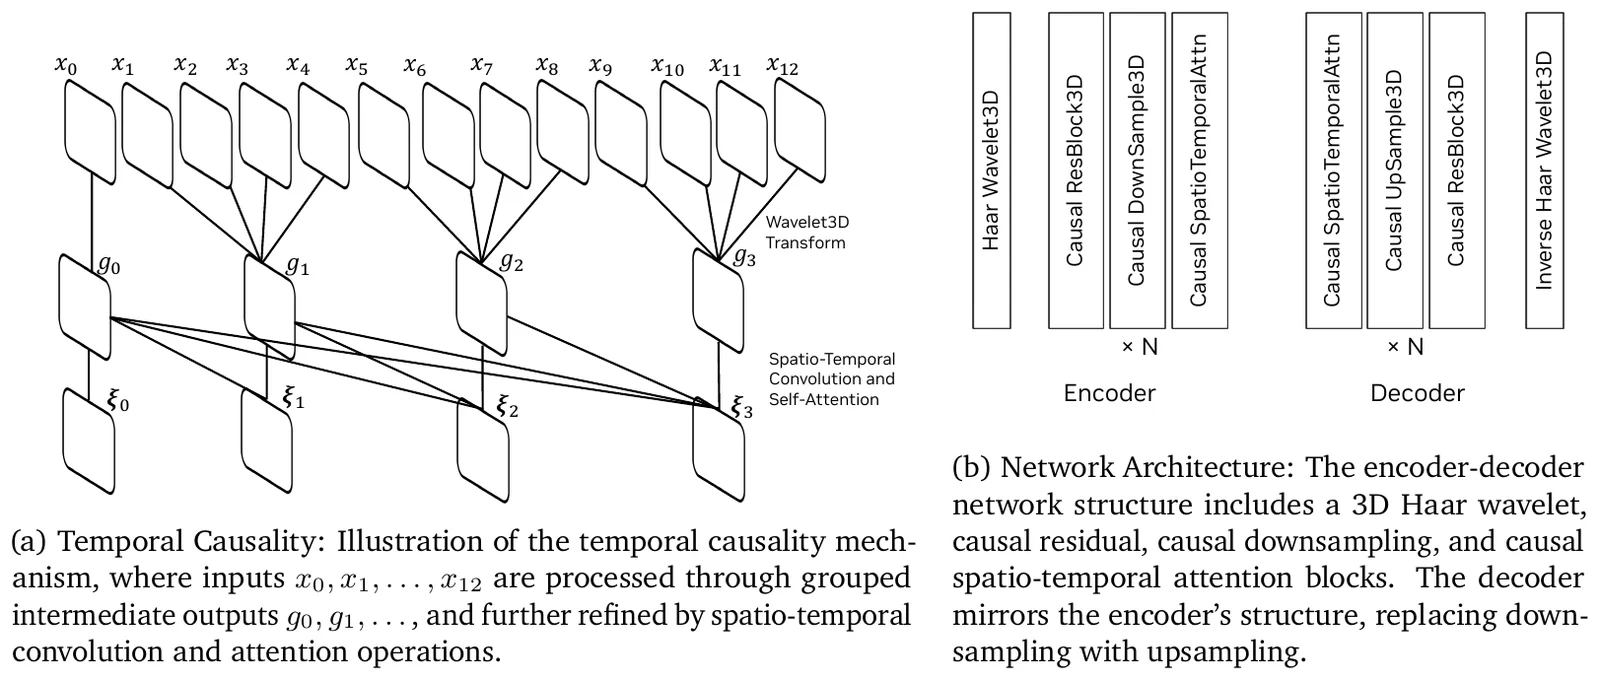 x₀ x₁ x₂ x₃ x₄ x₅ x₆ x₇ x₈ x₉ x₁₀ x₁₁ x₁₂
Wavelet3D
Transform
g₀ g₁ g₂ g₃
Spatio-Temporal
Convolution and
Self-Attention
ξ₀ ξ₁ ξ₂ ξ₃
(a) Temporal Causality: Illustration of the temporal causality mech-
anism, where inputs x₀, x₁, . . . , x₁₂ are processed through grouped
intermediate outputs g₀, g₁, . . . , and further refined by spatio-temporal
convolution and attention operations.
Haar Wavelet3D
Causal ResBlock3D
Causal DownSample3D
Causal SpatioTemporalAttn
× N
Encoder
Causal SpatioTemporalAttn
Causal UpSample3D
Causal ResBlock3D
× N
Decoder
Inverse Haar Wavelet3D
(b) Network Architecture: The encoder-decoder
network structure includes a 3D Haar wavelet,
causal residual, causal downsampling, and causal
spatio-temporal attention blocks. The decoder
mirrors the encoder’s structure, replacing down-
sampling with upsampling.